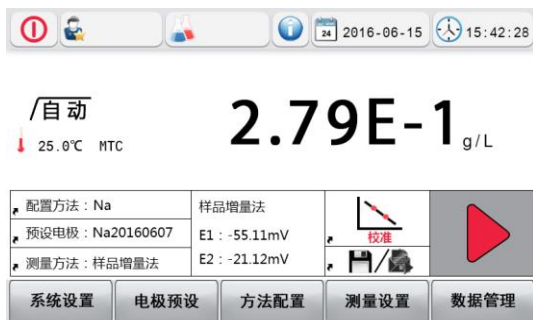 24 2016-06-15 15:42:28
/自动
25.0℃ MTC
2.79E-1 g/L
配置方法：Na
预设电极：Na20160607
测量方法：样品增量法
样品增量法
E1：-55.11mV
E2：-21.12mV
校准
/
系统设置 电极预设 方法配置 测量设置 数据管理